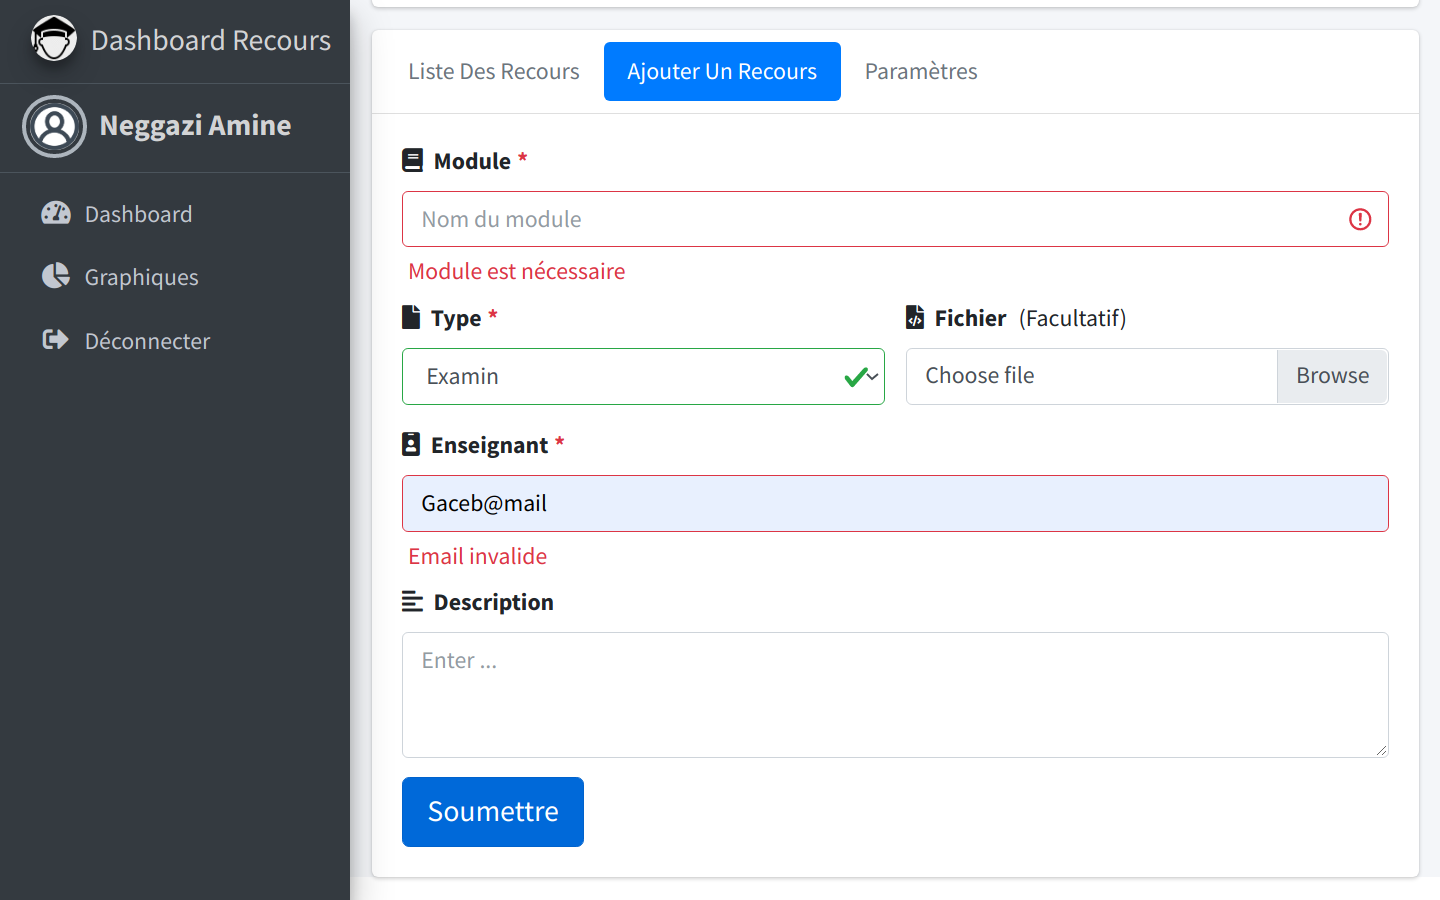 Dashboard Recours
Neggazi Amine
Dashboard
Graphiques
Déconnecter
Liste Des Recours
Ajouter Un Recours
Paramètres
Module *
Nom du module
Module est nécessaire
Type *
Examin
Fichier (Facultatif)
Choose file
Browse
Enseignant *
Gaceb@mail
Email invalide
Description
Enter ...
Soumettre